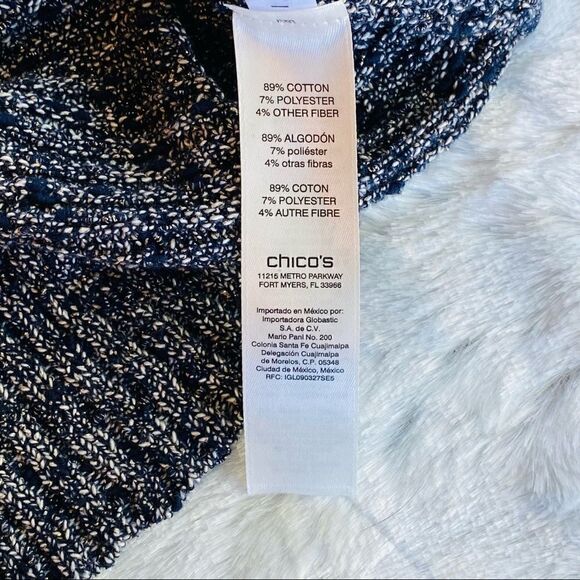 89% COTTON
7% POLYESTER
4% OTHER FIBER
89% ALGODÓN
7% poliéster
4% otras fibras
89% COTON
7% POLYESTER
4% AUTRE FIBRE
chico's
11215 METRO PARKWAY
FORT MYERS, FL 33966
Importado en México por:
Importadora Globastic
S.A. de C.V.
Mario Pani No. 200
Colonia Santa Fe Cuajimalpa
Delegación Cuajimalpa
de Morelos, C.P. 05348
Ciudad de México, México
RFC: IGL090327SE5